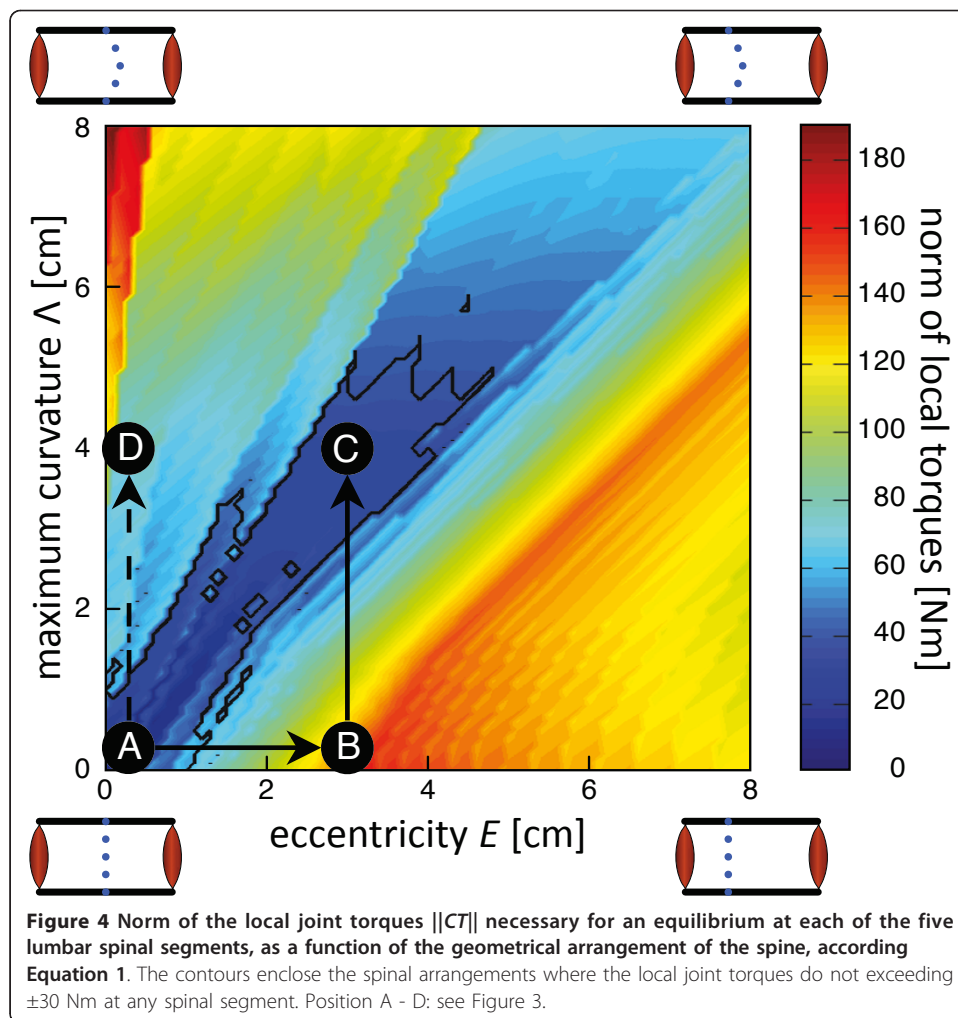 8
6
4
2
0
maximum curvature Λ [cm]
D
C
A
B
0
2
4
6
8
eccentricity E [cm]
180
160
140
120
100
80
60
40
20
0
norm of local torques [Nm]
Figure 4 Norm of the local joint torques ||CT|| necessary for an equilibrium at each of the five
lumbar spinal segments, as a function of the geometrical arrangement of the spine, according
Equation 1. The contours enclose the spinal arrangements where the local joint torques do not exceeding
±30 Nm at any spinal segment. Position A - D: see Figure 3.